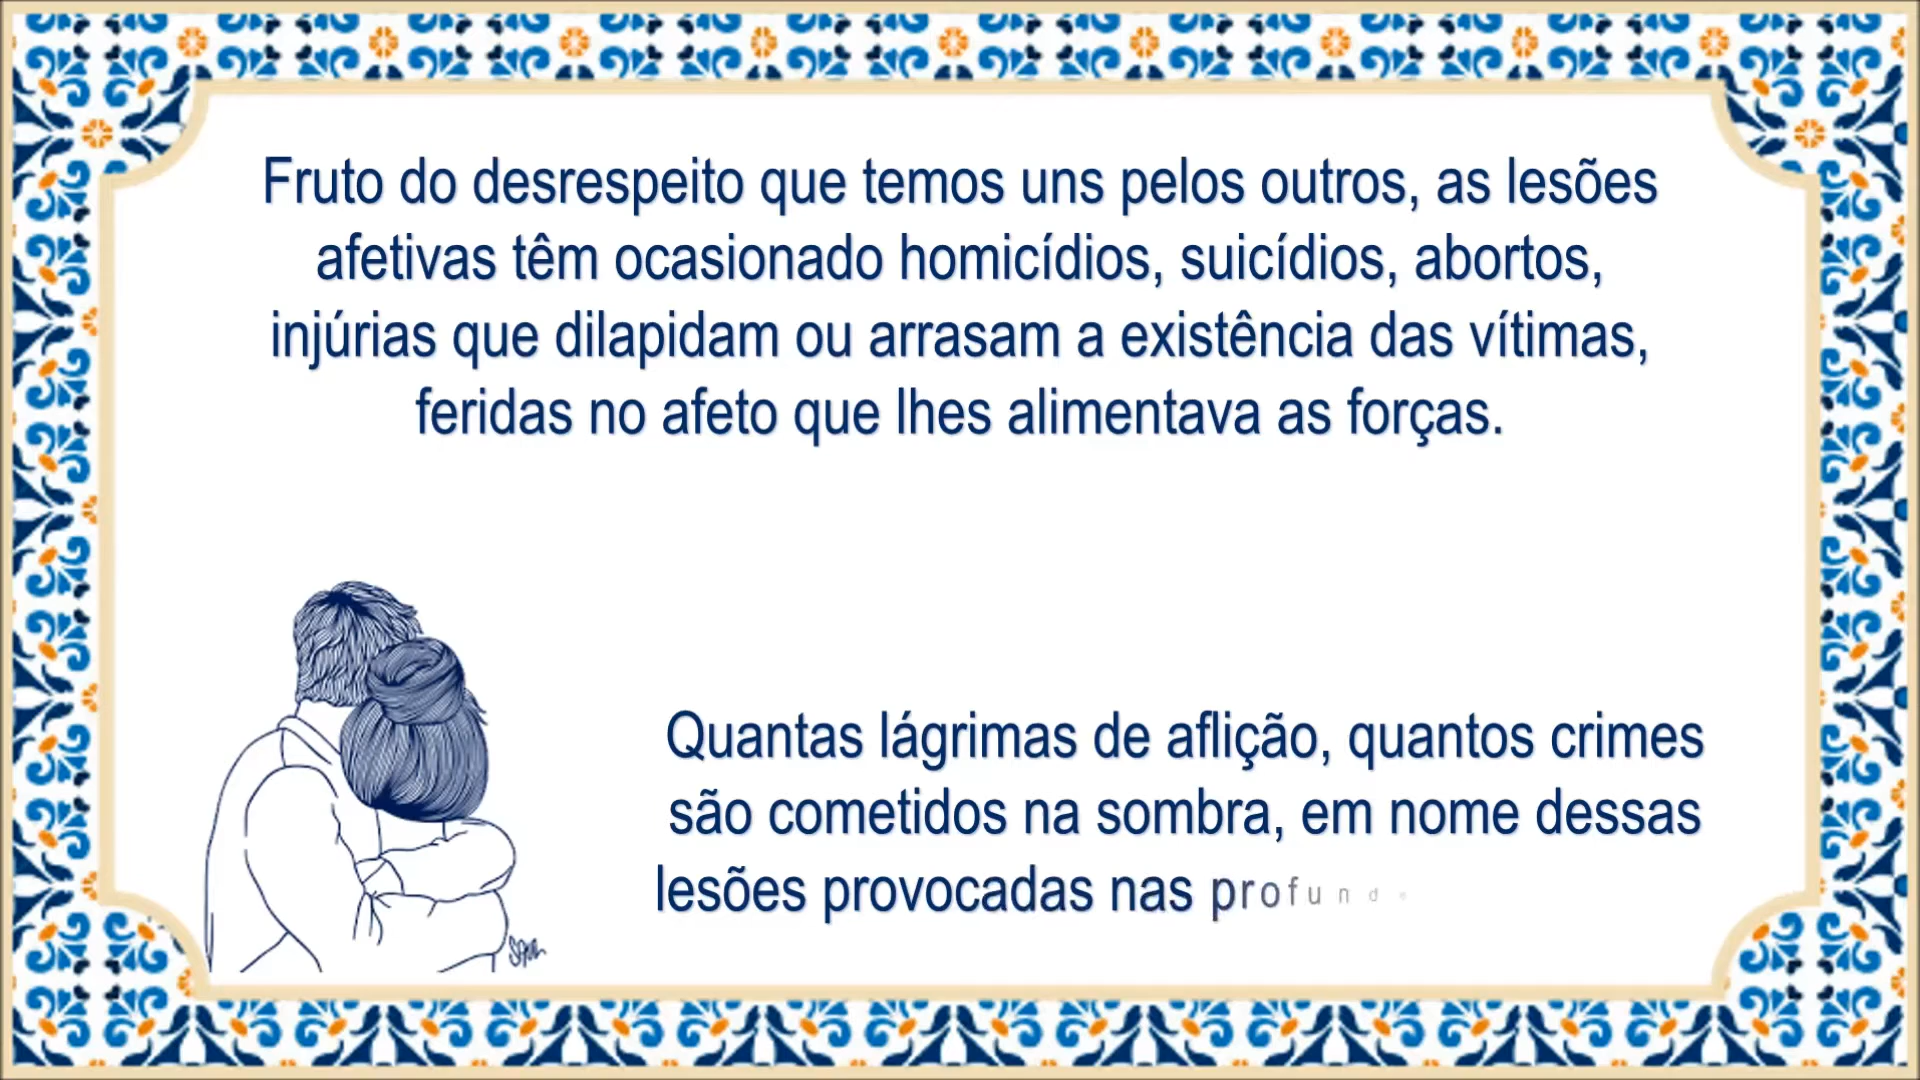 Fruto do desrespeito que temos uns pelos outros, as lesões
afetivas têm ocasionado homicídios, suicídios, abortos,
injúrias que dilapidam ou arrasam a existência das vítimas,
feridas no afeto que lhes alimentava as forças.
Quantas lágrimas de aflição, quantos crimes
são cometidos na sombra, em nome dessas
lesões provocadas nas profund